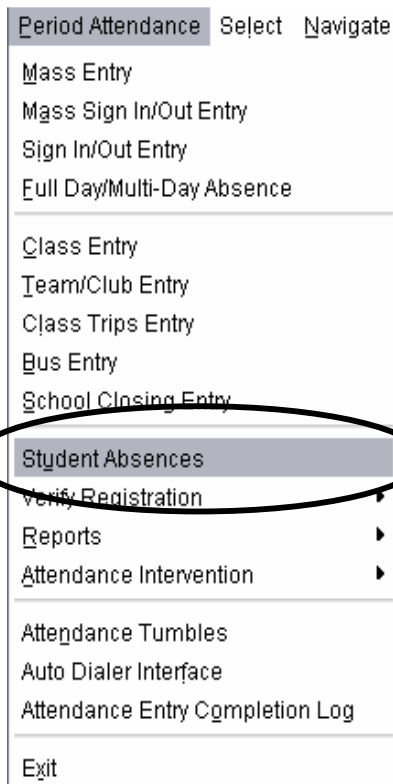 Period Attendance Select Navigate
Mass Entry
Mass Sign In/Out Entry
Sign In/Out Entry
Full Day/Multi-Day Absence
Class Entry
Team/Club Entry
Class Trips Entry
Bus Entry
School Closing Entry
Student Absences
Verify Registration
Reports
Attendance Intervention
Attendance Tumbles
Auto Dialer Interface
Attendance Entry Completion Log
Exit